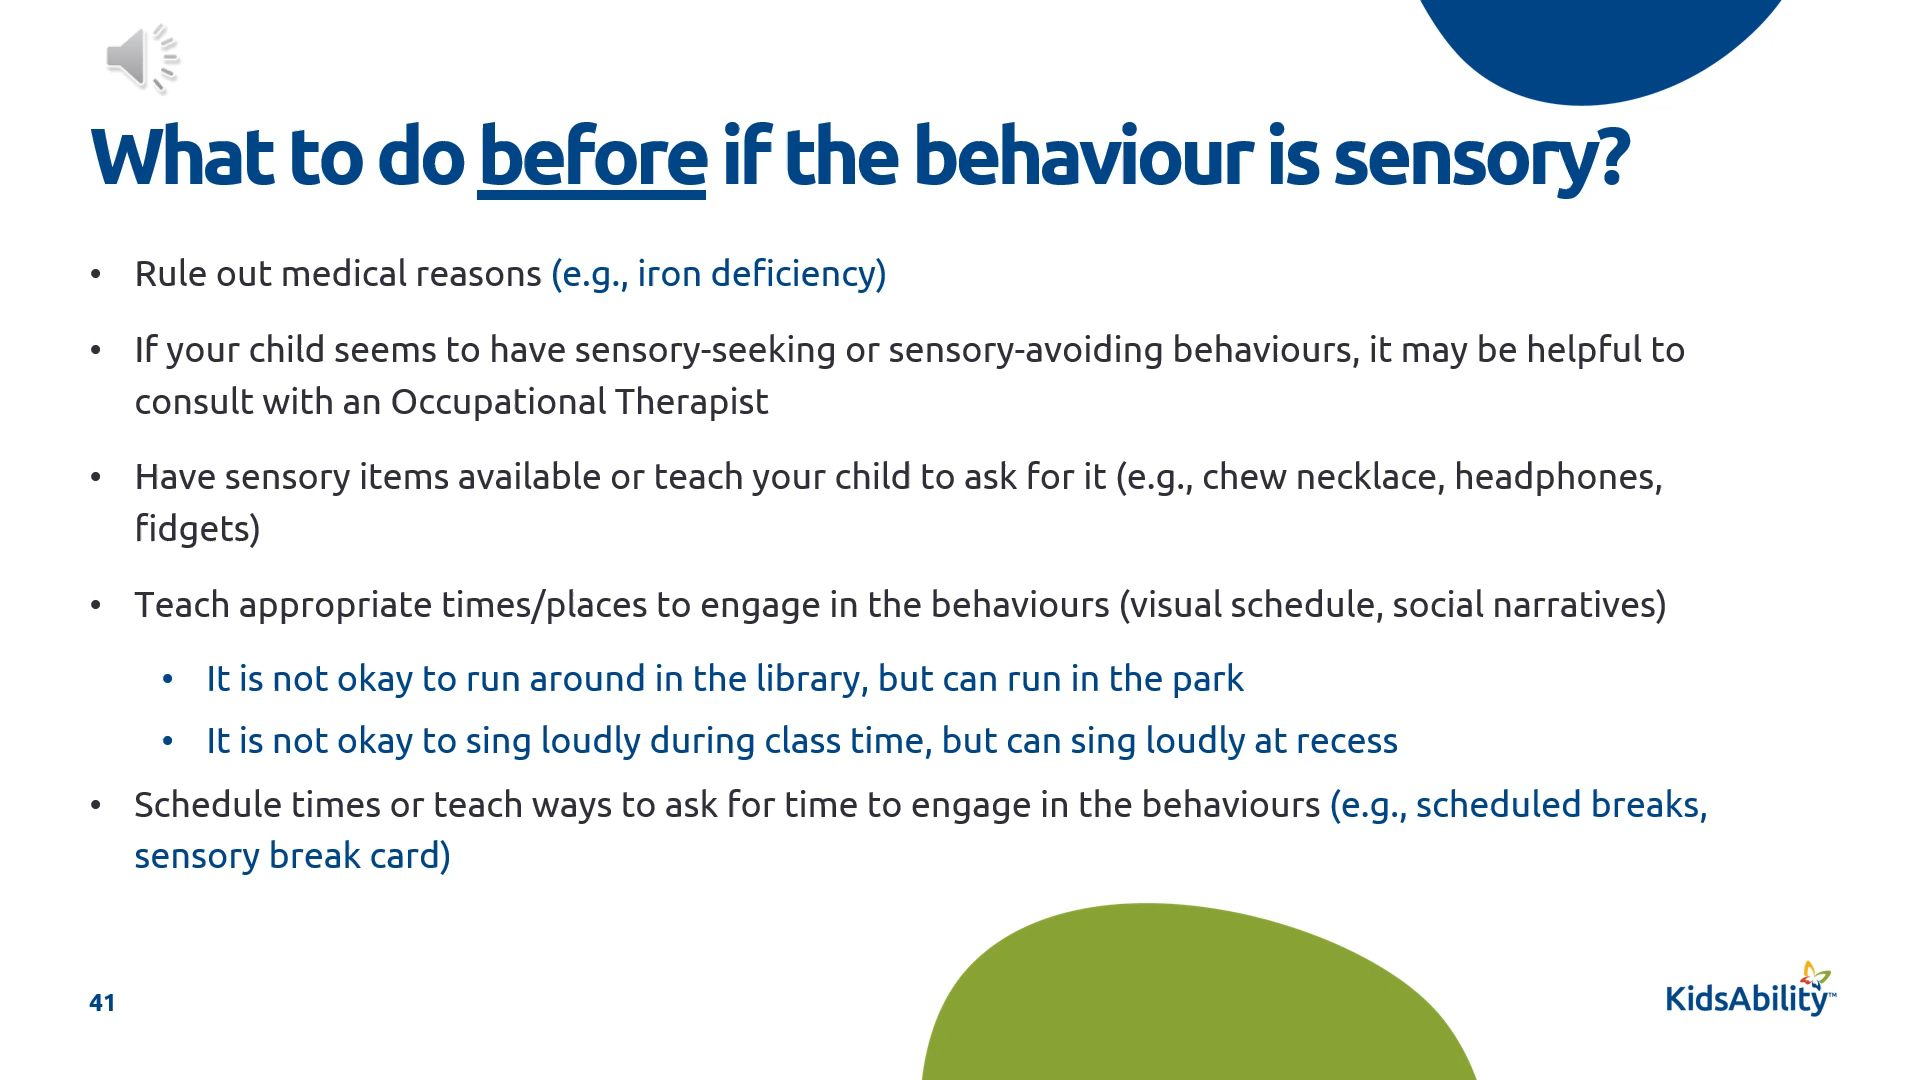 What to do before if the behaviour is sensory?
• Rule out medical reasons (e.g., iron deficiency)
• If your child seems to have sensory-seeking or sensory-avoiding behaviours, it may be helpful to
consult with an Occupational Therapist
• Have sensory items available or teach your child to ask for it (e.g., chew necklace, headphones,
fidgets)
• Teach appropriate times/places to engage in the behaviours (visual schedule, social narratives)
• It is not okay to run around in the library, but can run in the park
• It is not okay to sing loudly during class time, but can sing loudly at recess
• Schedule times or teach ways to ask for time to engage in the behaviours (e.g., scheduled breaks,
sensory break card)
41
KidsAbility™